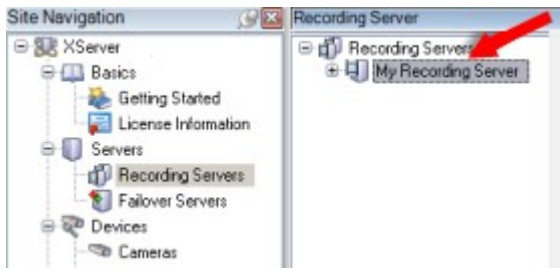 Site Navigation
XServer
Basics
Getting Started
License Information
Servers
Recording Servers
Failover Servers
Devices
Cameras
Recording Server
Recording Servers
My Recording Server